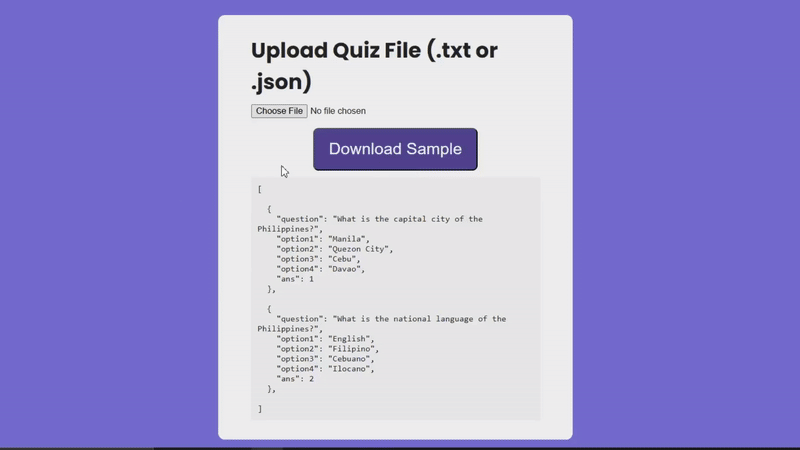 Upload Quiz File (.txt or
.json)
Choose File No file chosen
Download Sample
[
{
"question": "What is the capital city of the
Philippines?",
"option1": "Manila",
"option2": "Quezon City",
"option3": "Cebu",
"option4": "Davao",
"ans": 1
},
{
"question": "What is the national language of the
Philippines?",
"option1": "English",
"option2": "Filipino",
"option3": "Cebuano",
"option4": "Ilocano",
"ans": 2
},
]